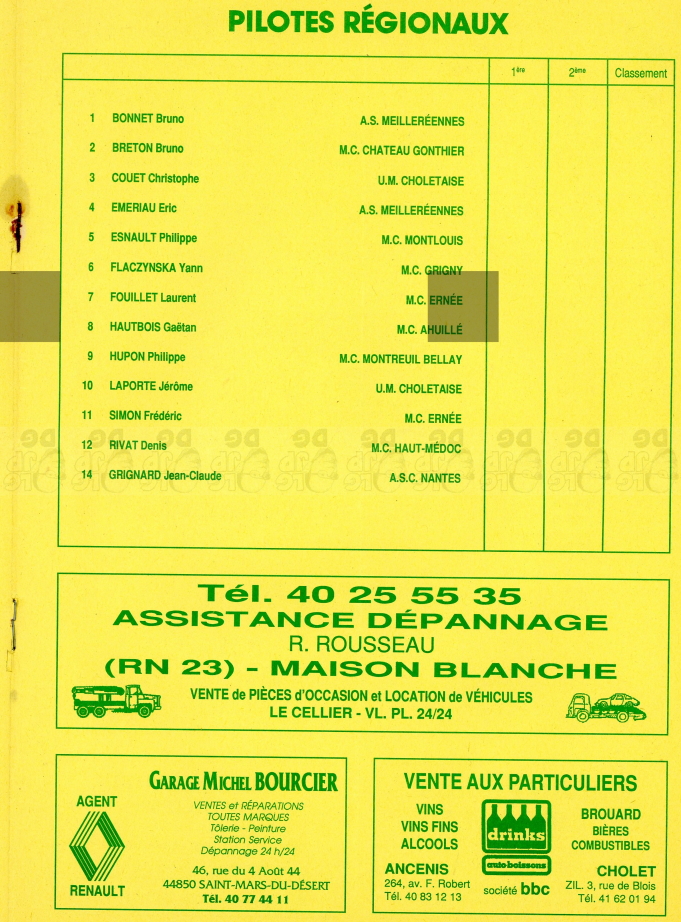 PILOTES RÉGIONAUX
1ère 2ème Classement
1 BONNET Bruno A.S. MEILLERÉENNES
2 BRETON Bruno M.C. CHATEAU GONTHIER
3 COUET Christophe U.M. CHOLETAISE
4 EMERIAU Eric A.S. MEILLERÉENNES
5 ESNAULT Philippe M.C. MONTLOUIS
6 FLACZYNSKA Yann M.C. GRIGNY
7 FOUILLET Laurent M.C. ERNÉE
8 HAUTBOIS Gaëtan M.C. AHUILLÉ
9 HUPON Philippe M.C. MONTREUIL BELLAY
10 LAPORTE Jérôme U.M. CHOLETAISE
11 SIMON Frédéric M.C. ERNÉE
12 RIVAT Denis M.C. HAUT-MÉDOC
14 GRIGNARD Jean-Claude A.S.C. NANTES
Tél. 40 25 55 35
ASSISTANCE DÉPANNAGE
R. ROUSSEAU
(RN 23) - MAISON BLANCHE
VENTE de PIÈCES d'OCCASION et LOCATION de VÉHICULES
LE CELLIER - VL. PL. 24/24
GARAGE MICHEL BOURCIER
AGENT
RENAULT
VENTES et RÉPARATIONS
TOUTES MARQUES
Tôlerie - Peinture
Station Service
Dépannage 24 h/24
46, rue du 4 Août 44
44850 SAINT-MARS-DU-DÉSERT
Tél. 40 77 44 11
VENTE AUX PARTICULIERS
VINS
VINS FINS
ALCOOLS
drinks
auto-boissons
société bbc
BROUARD
BIÈRES
COMBUSTIBLES
ANCENIS
264, av. F. Robert
Tél. 40 83 12 13
CHOLET
Z.I. 3, rue de Blois
Tél. 41 62 01 94